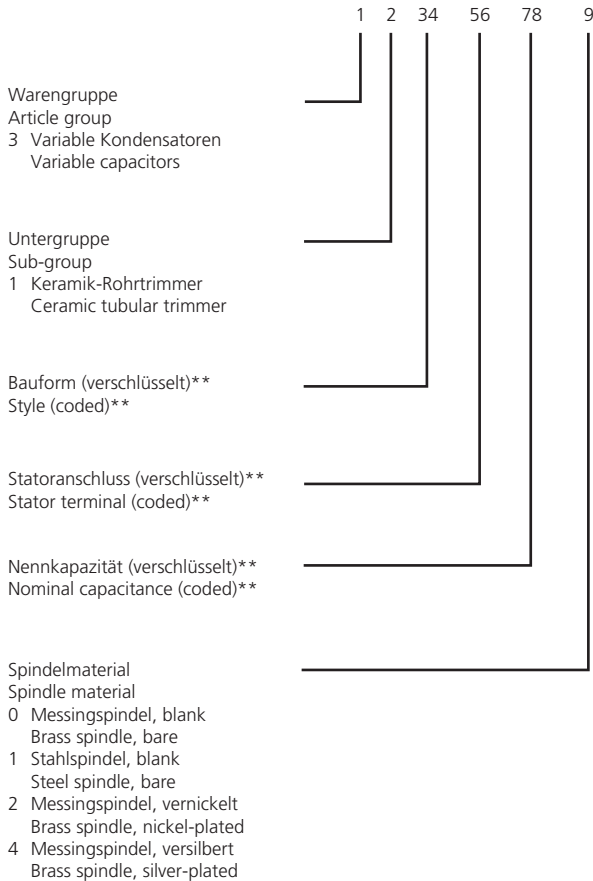 1 2 34 56 78 9
Warengruppe
Article group
3 Variable Kondensatoren
Variable capacitors
Untergruppe
Sub-group
1 Keramik-Rohrtrimmer
Ceramic tubular trimmer
Bauform (verschlüsselt)**
Style (coded)**
Statoranschluss (verschlüsselt)**
Stator terminal (coded)**
Nennkapazität (verschlüsselt)**
Nominal capacitance (coded)**
Spindelmaterial
Spindle material
0 Messingspindel, blank
Brass spindle, bare
1 Stahlspindel, blank
Steel spindle, bare
2 Messingspindel, vernickelt
Brass spindle, nickel-plated
4 Messingspindel, versilbert
Brass spindle, silver-plated